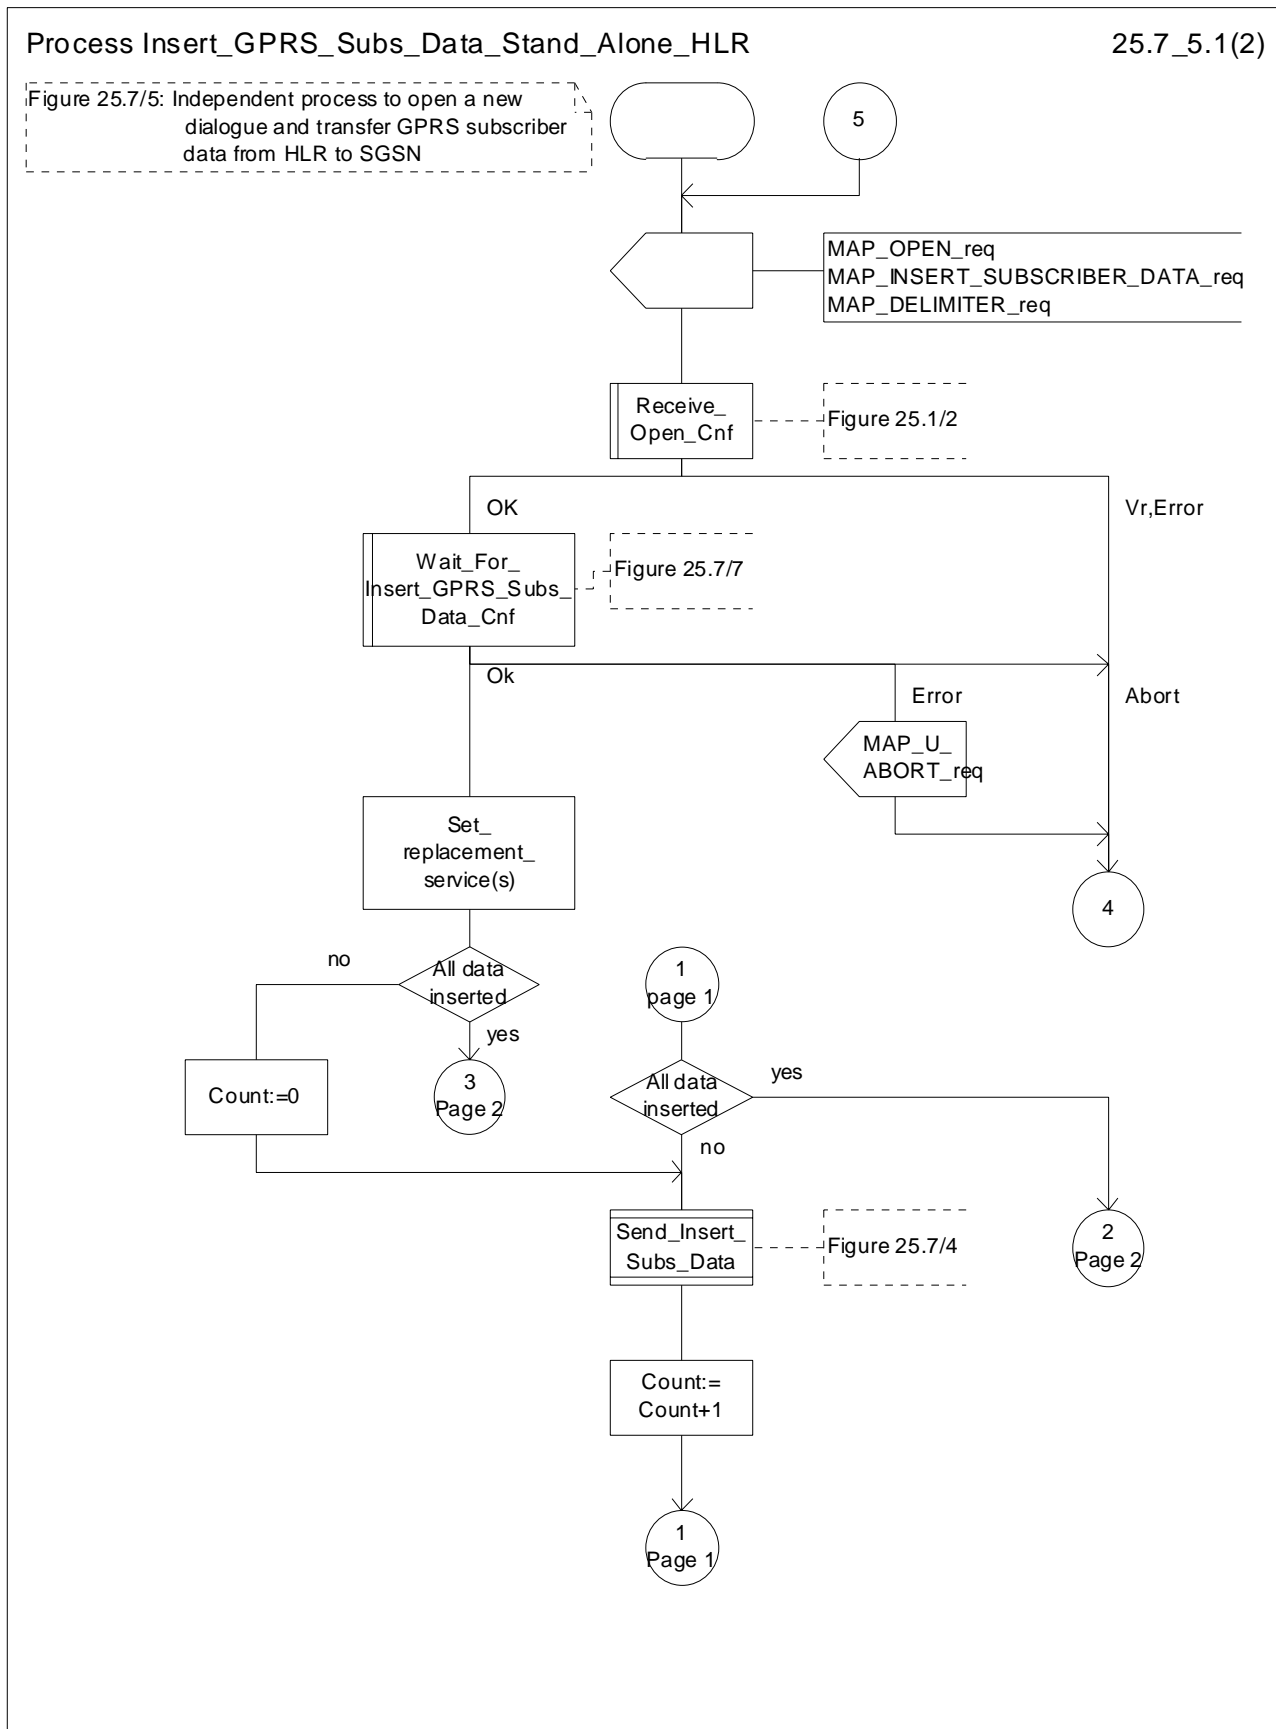 Process Insert_GPRS_Subs_Data_Stand_Alone_HLR
25.7_5.1(2)
Figure 25.7/5: Independent process to open a new
dialogue and transfer GPRS subscriber
data from HLR to SGSN
5
MAP_OPEN_req
MAP_INSERT_SUBSCRIBER_DATA_req
MAP_DELIMITER_req
Receive_
Open_Cnf
Figure 25.1/2
OK
Vr,Error
Wait_For_
Insert_GPRS_Subs_
Data_Cnf
Figure 25.7/7
Ok
Error
Abort
MAP_U_
ABORT_req
Set_
replacement_
service(s)
4
no
All data
inserted
yes
1
page 1
Count:=0
3
Page 2
All data
inserted
yes
no
Send_Insert_
Subs_Data
Figure 25.7/4
2
Page 2
Count:=
Count+1
1
Page 1